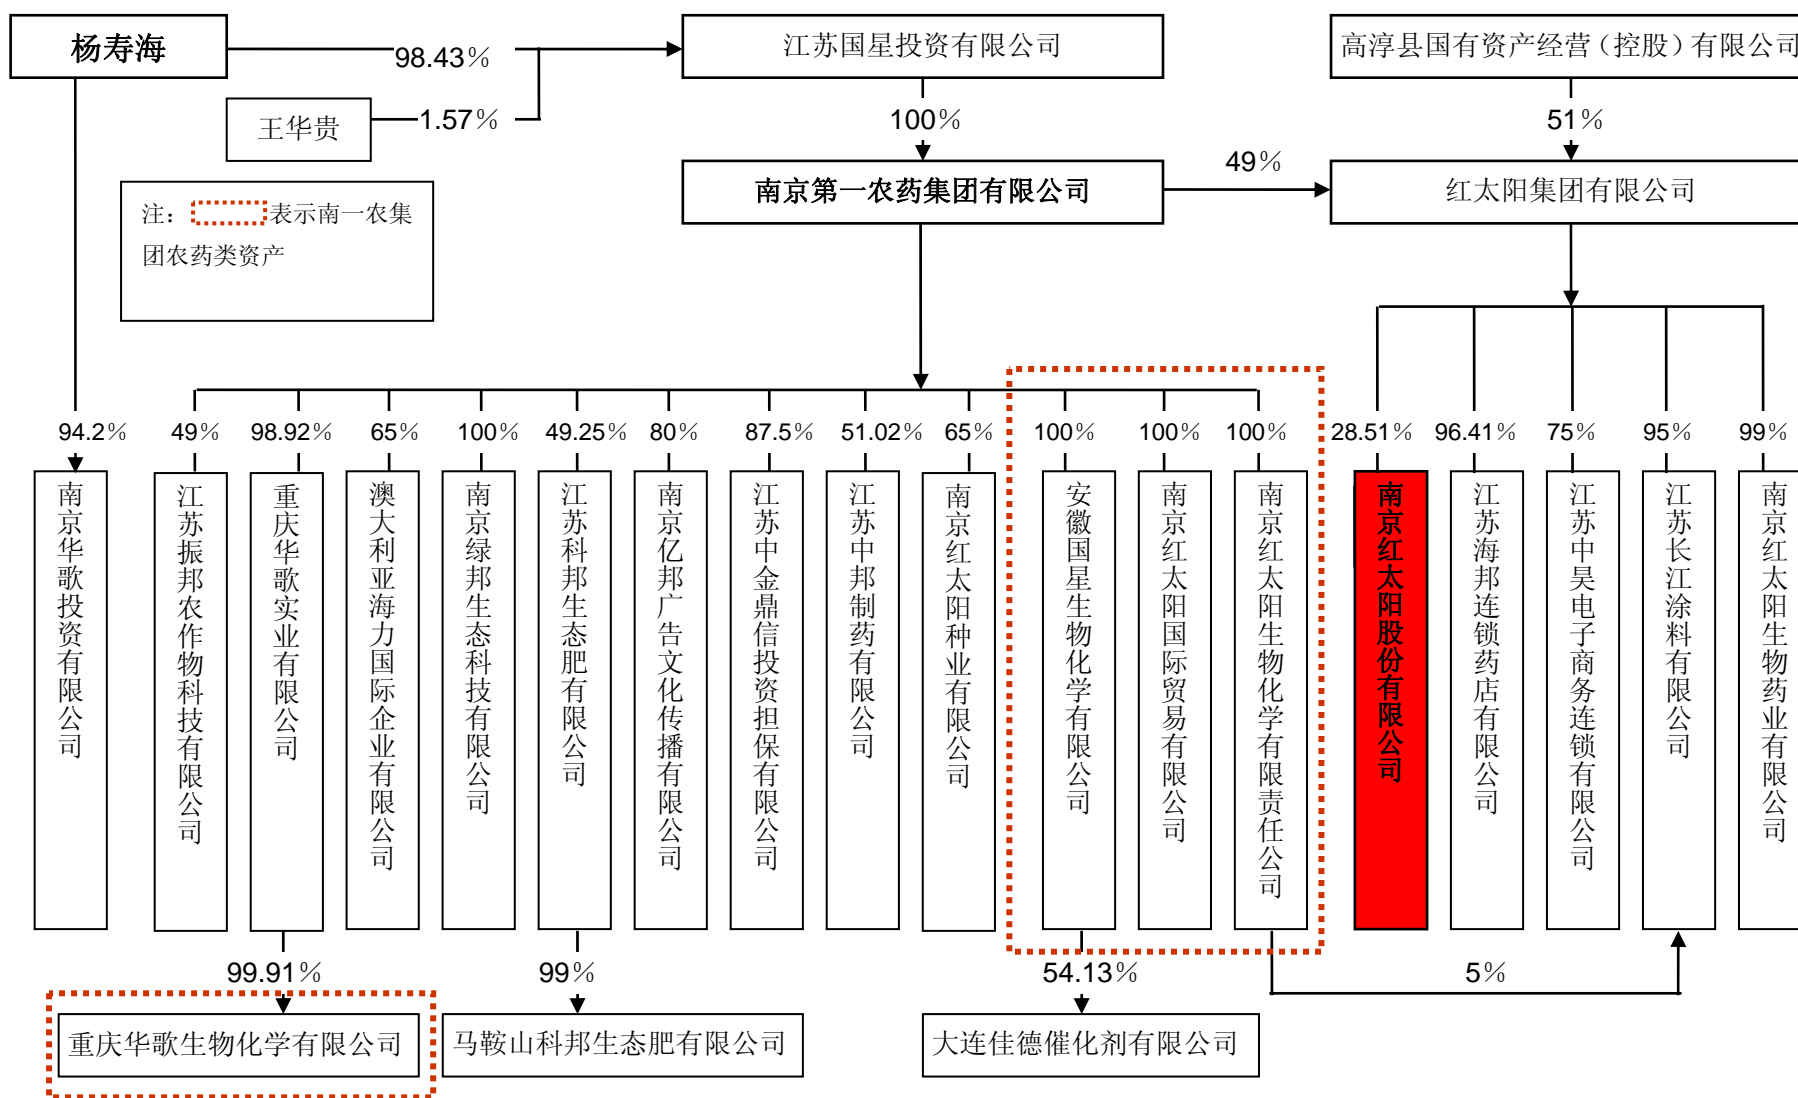 杨寿海
98.43%
江苏国星投资有限公司
高淳县国有资产经营（控股）有限公司
王华贵
1.57%
100%
51%
南京第一农药集团有限公司
49%
红太阳集团有限公司
注： 表示南一农集
团农药类资产
94.2%
49%
98.92%
65%
100%
49.25%
80%
87.5%
51.02%
65%
100%
100%
100%
28.51%
96.41%
75%
95%
99%
南京华歌投资有限公司
江苏振邦农作物科技有限公司
重庆华歌实业有限公司
澳大利亚海力国际企业有限公司
南京绿邦生态科技有限公司
江苏科邦生态肥有限公司
南京亿邦广告文化传播有限公司
江苏中金鼎信投资担保有限公司
江苏中邦制药有限公司
南京红太阳种业有限公司
安徽国星生物化学有限公司
南京红太阳国际贸易有限公司
南京红太阳生物化学有限责任公司
南京红太阳股份有限公司
江苏海邦连锁药店有限公司
江苏中昊电子商务连锁有限公司
江苏长江涂料有限公司
南京红太阳生物药业有限公司
99.91%
99%
54.13%
5%
重庆华歌生物化学有限公司
马鞍山科邦生态肥有限公司
大连佳德催化剂有限公司